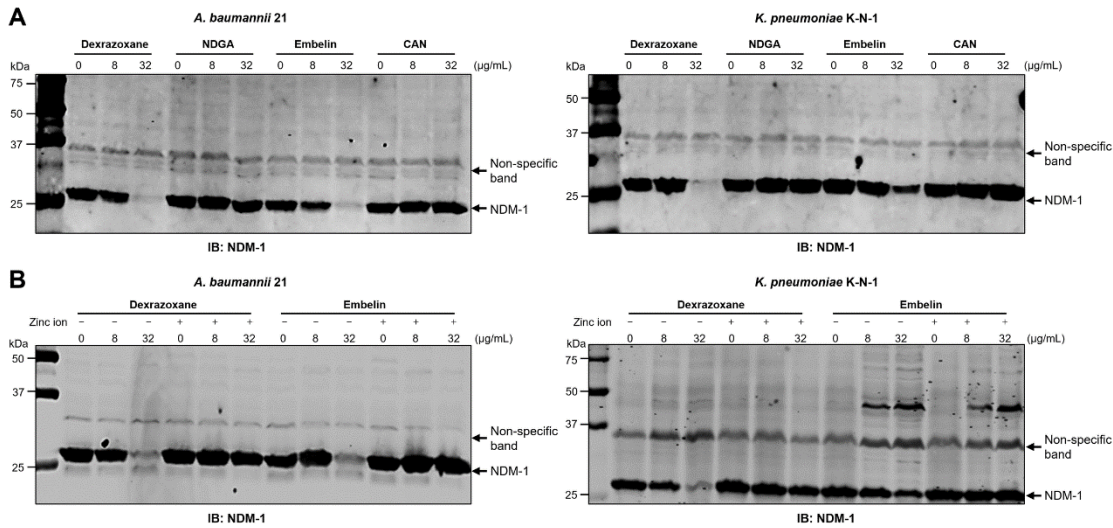 A
A. baumannii 21
Dexrazoxane NDGA Embelin CAN
kDa 0 8 32 0 8 32 0 8 32 0 8 32 (μg/mL)
75
37
25
Non-specific
band
NDM-1
IB: NDM-1
K. pneumoniae K-N-1
Dexrazoxane NDGA Embelin CAN
kDa 0 8 32 0 8 32 0 8 32 0 8 32 (μg/mL)
50
37
25
Non-specific
band
NDM-1
IB: NDM-1
B
A. baumannii 21
Dexrazoxane Embelin
Zinc ion − − − + + + − − − + + +
kDa 0 8 32 0 8 32 0 8 32 0 8 32 (μg/mL)
50
37
25
Non-specific
band
NDM-1
IB: NDM-1
K. pneumoniae K-N-1
Dexrazoxane Embelin
− − − + + + − − − + + +
kDa 0 8 32 0 8 32 0 8 32 0 8 32 (μg/mL)
75
50
37
25
Non-specific
band
NDM-1
IB: NDM-1